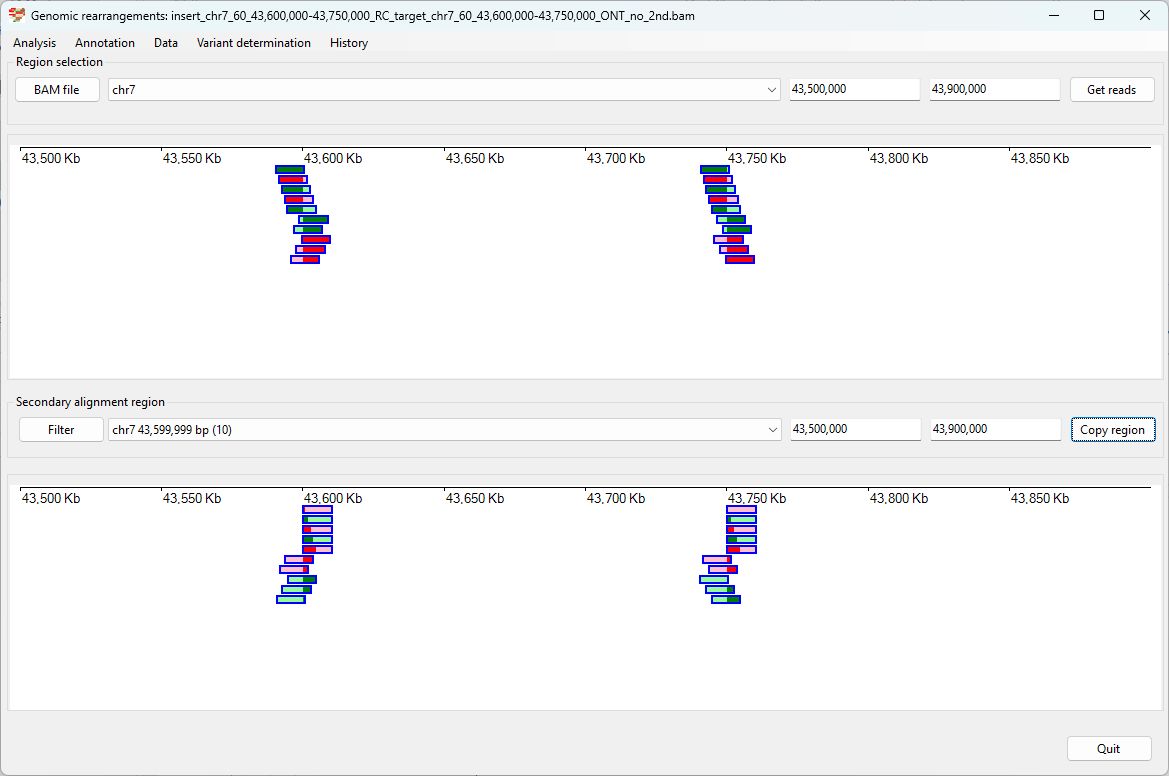 Genomic rearrangements: insert_chr7_60_43,600,000-43,750,000_RC_target_chr7_60_43,600,000-43,750,000_ONT_no_2nd.bam
Analysis Annotation Data Variant determination History
Region selection
BAM file chr7 43,500,000 43,900,000 Get reads
43,500 Kb 43,550 Kb 43,600 Kb 43,650 Kb 43,700 Kb 43,750 Kb 43,800 Kb 43,850 Kb
Secondary alignment region
Filter chr7 43,599,999 bp (10) 43,500,000 43,900,000 Copy region
43,500 Kb 43,550 Kb 43,600 Kb 43,650 Kb 43,700 Kb 43,750 Kb 43,800 Kb 43,850 Kb
Quit